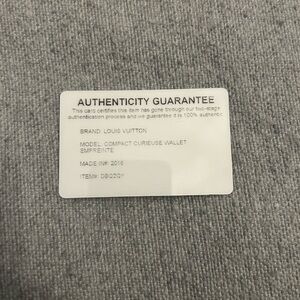 AUTHENTICITY GUARANTEE
This card certifies this item has gone through our two-stage
authentication process and we guarantee it is 100% authentic
BRAND: LOUIS VUITTON
MODEL: COMPACT CURIEUSE WALLET
EMPREINTE
MADE IN#: 2016
ITEM#: